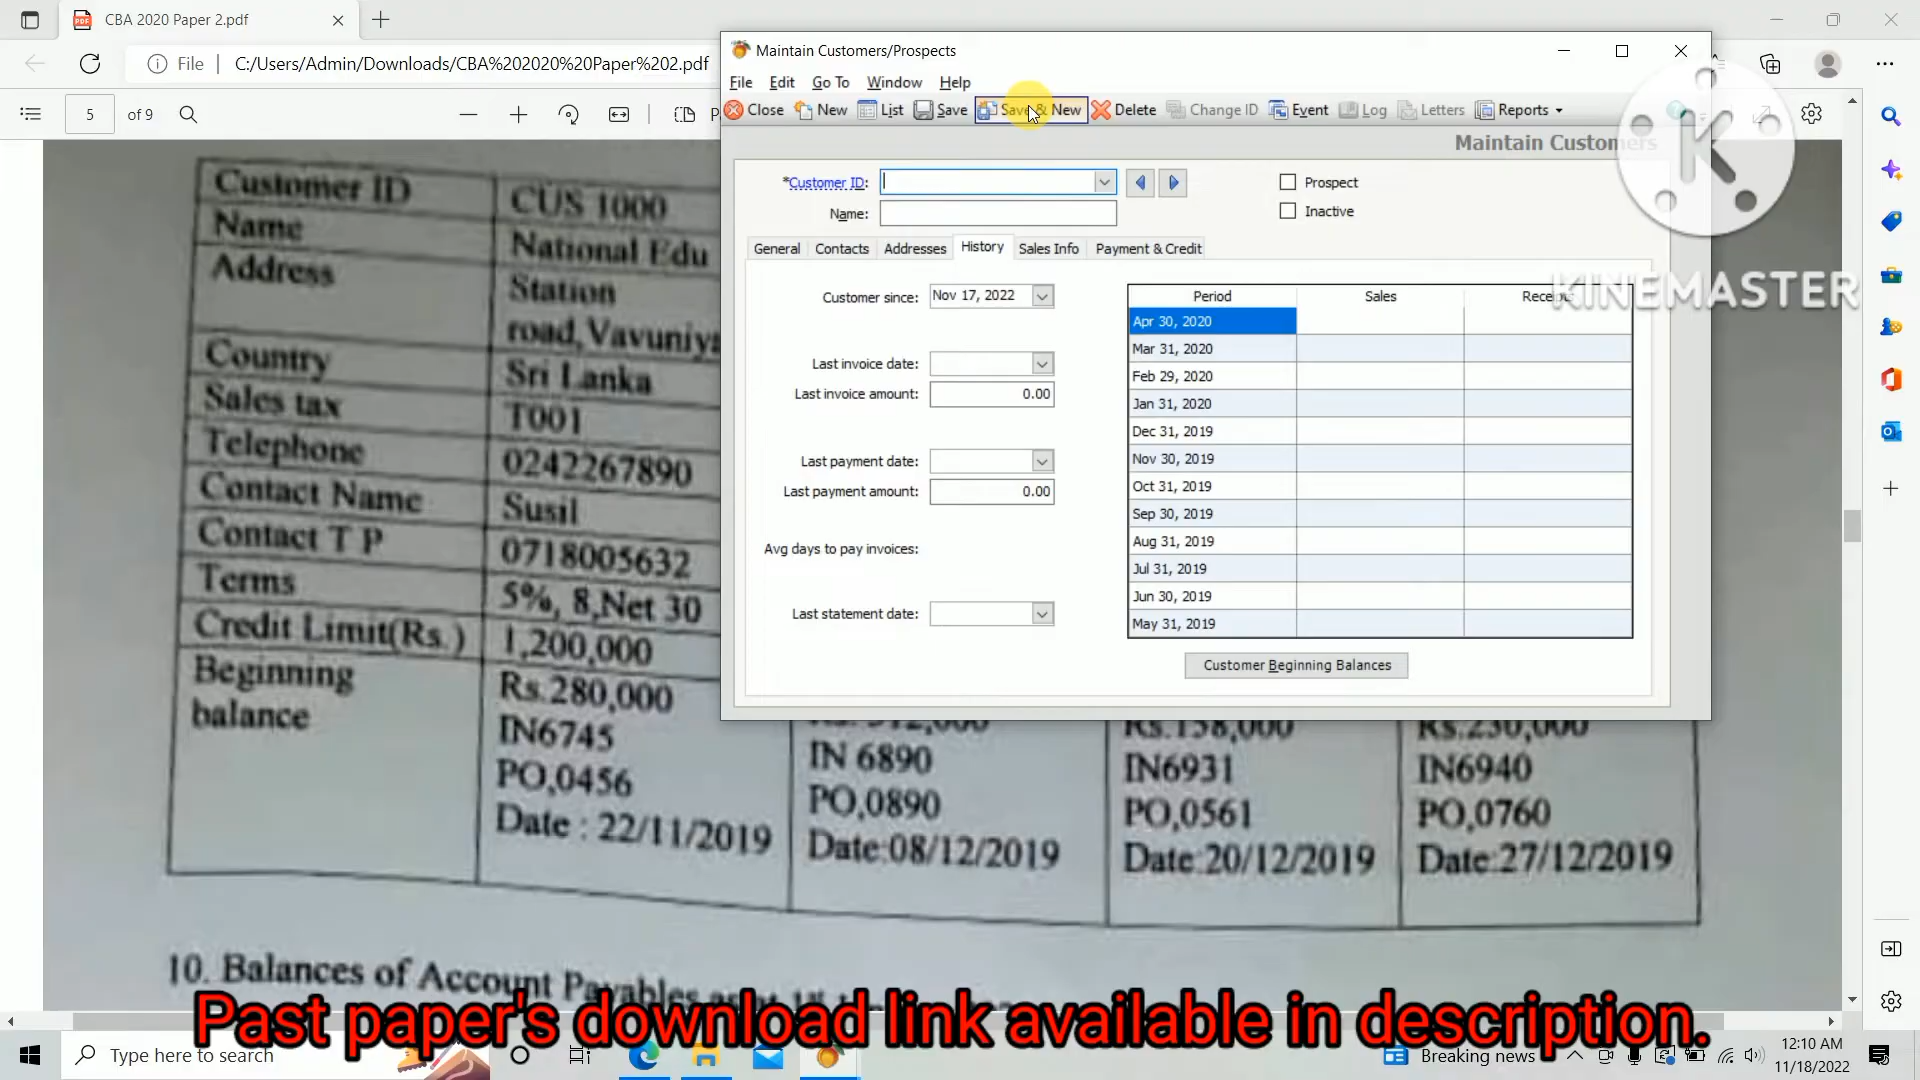 CBA 2020 Paper 2.pdf
File
C:/Users/Admin/Downloads/CBA%202020%20Paper%202.pdf
5 of 9
Maintain Customers/Prospects
File Edit Go To Window Help
Close New List Save Save & New Delete Change ID Event Log Letters Reports
Maintain Customers
*Customer ID:
Name:
Prospect
Inactive
General Contacts Addresses History Sales Info Payment & Credit
Customer since: Nov 17, 2022
Last invoice date:
Last invoice amount: 0.00
Last payment date:
Last payment amount: 0.00
Avg days to pay invoices:
Last statement date:
Period Sales
Apr 30, 2020
Mar 31, 2020
Feb 29, 2020
Jan 31, 2020
Dec 31, 2019
Nov 30, 2019
Oct 31, 2019
Sep 30, 2019
Aug 31, 2019
Jul 31, 2019
Jun 30, 2019
May 31, 2019
Customer Beginning Balances
K
KINEMASTER
Customer ID CUS 1000
Name National Edu
Address Station
road,Vavuniya
Country Sri Lanka
Sales tax T001
Telephone 0242267890
Contact Name Susil
Contact T P 0718005632
Terms 5%, 8,Net 30
Credit Limit(Rs.) 1,200,000
Beginning balance
Rs.280,000
IN6745
PO,0456
Date : 22/11/2019
IN 6890
PO,0890
Date:08/12/2019
Rs.158,000
IN6931
PO,0561
Date:20/12/2019
Rs.230,000
IN6940
PO,0760
Date:27/12/2019
10. Balances of Account Payables as at
Past paper's download link available in description.
Type here to search
Breaking news
12:10 AM
11/18/2022